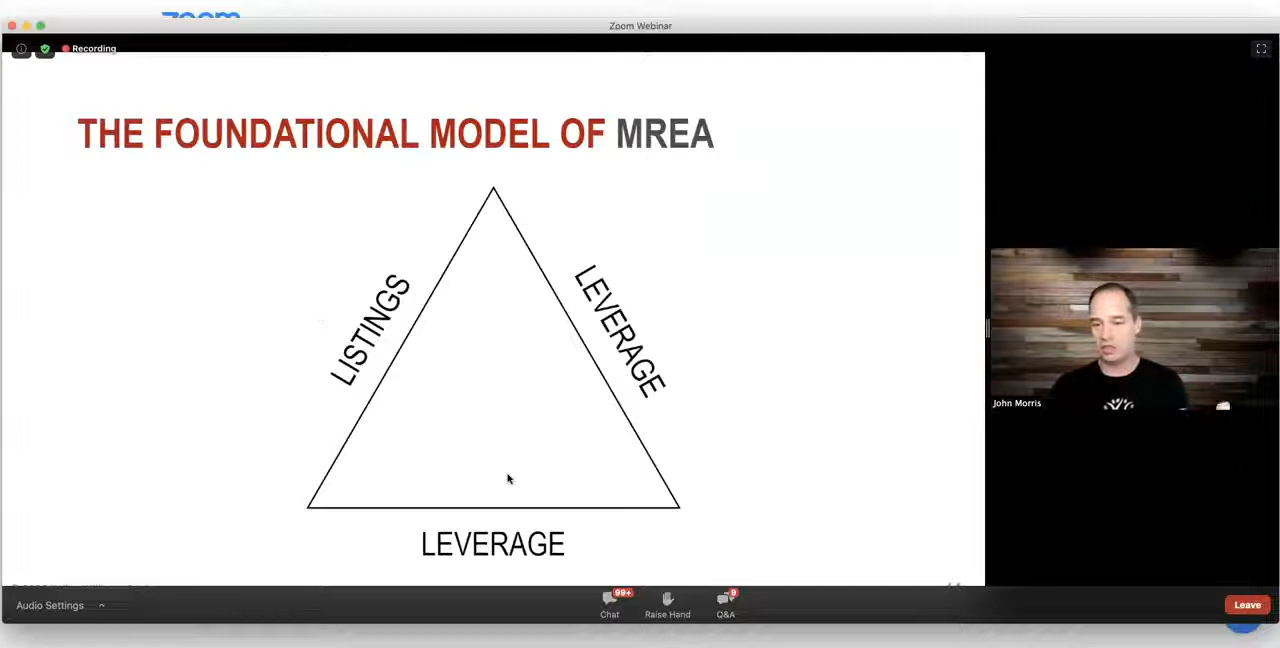 zoom
Zoom Webinar
Recording
THE FOUNDATIONAL MODEL OF MREA
LISTINGS
LEVERAGE
LEVERAGE
John Morris
Audio Settings
99+
Chat
Raise Hand
9
Q&A
Leave